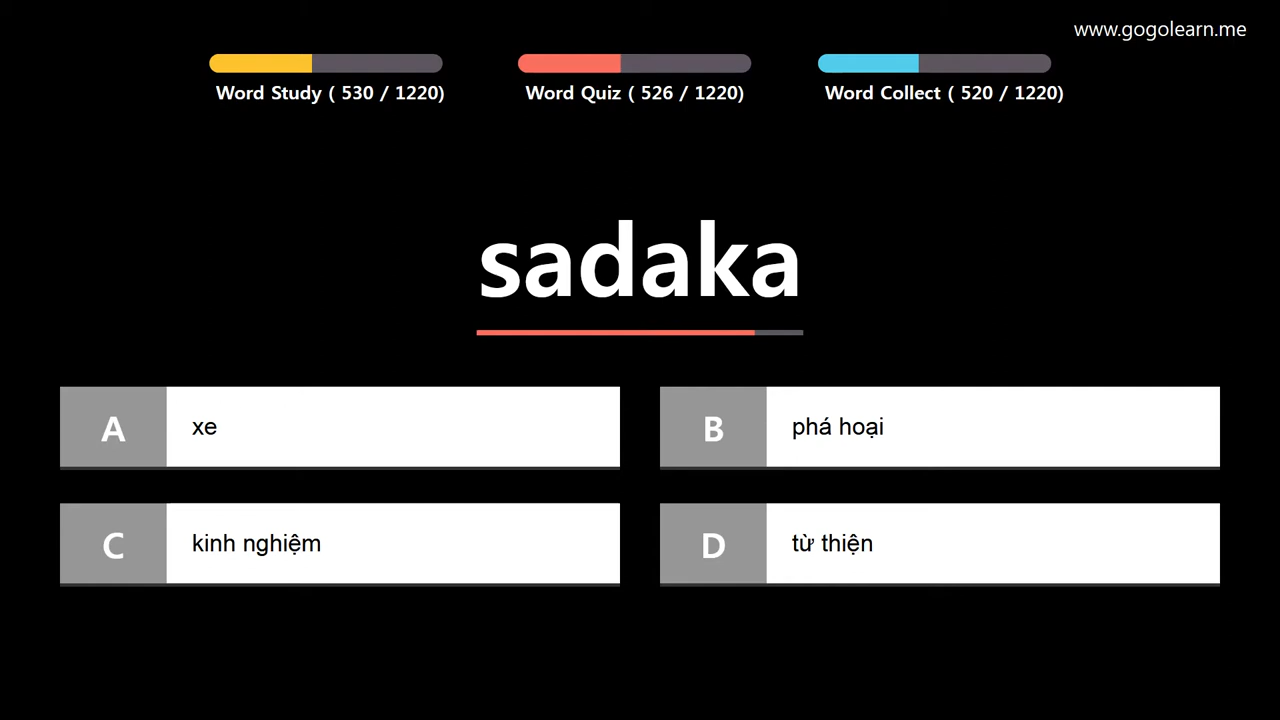 www.gogolearn.me
Word Study ( 530 / 1220)
Word Quiz ( 526 / 1220)
Word Collect ( 520 / 1220)
sadaka
A xe
B phá hoại
C kinh nghiệm
D từ thiện